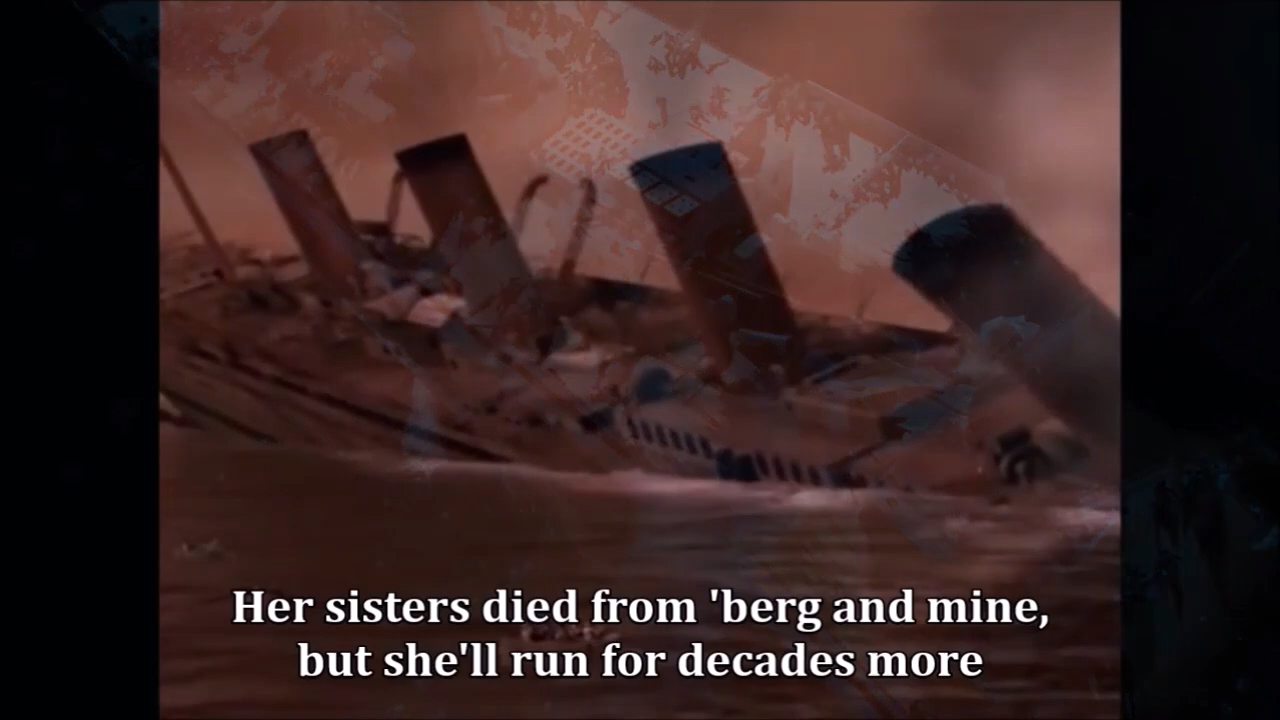 Her sisters died from 'berg and mine,
but she'll run for decades more